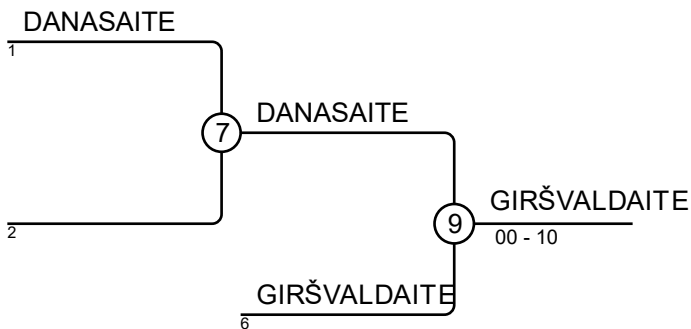 DANASAITE
1
7
DANASAITE
2
9
GIRŠVALDAITE
00 - 10
GIRŠVALDAITE
6